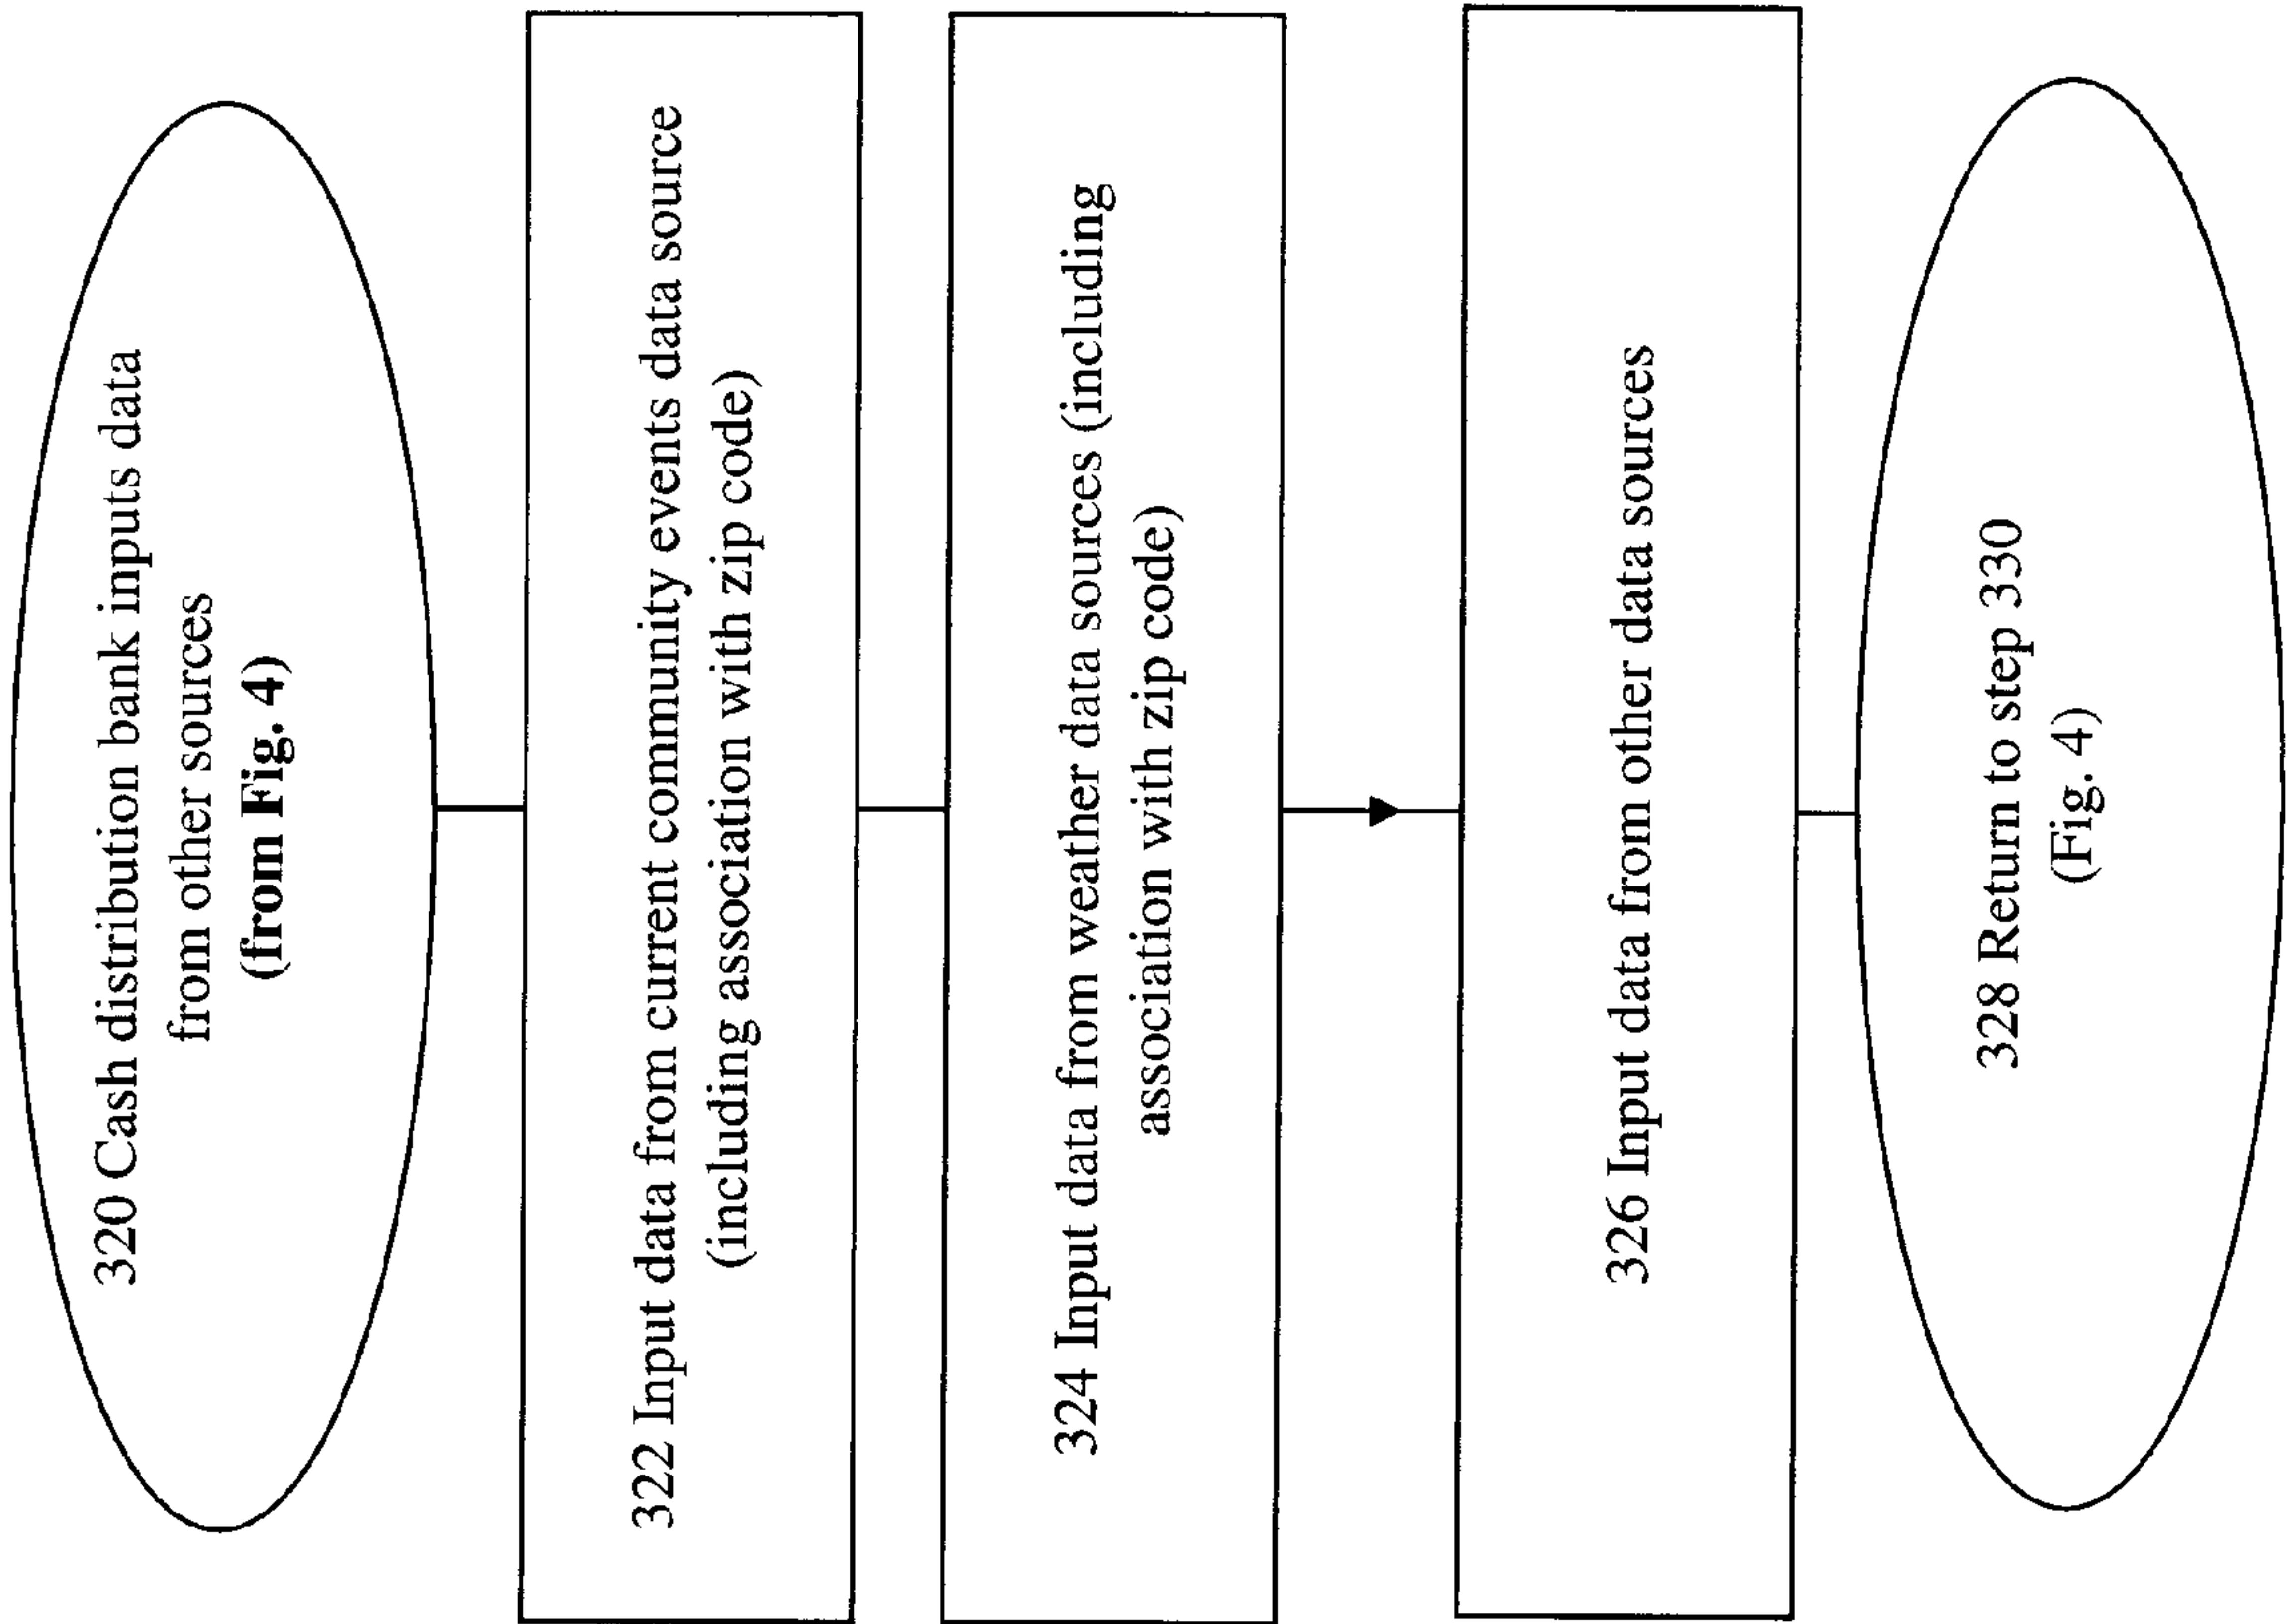 320 Cash distribution bank inputs data
from other sources
(from Fig. 4)
322 Input data from current community events data source
(including association with zip code)
324 Input data from weather data sources (including
association with zip code)
326 Input data from other data sources
328 Return to step 330
(Fig. 4)